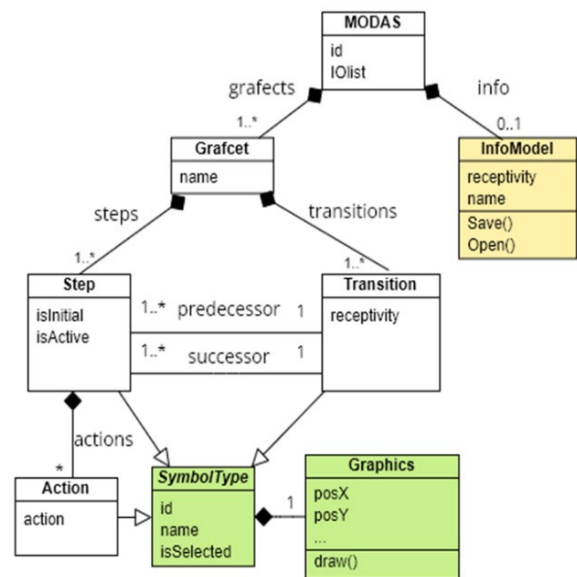 MODAS
id
IOlist
grafects
info
1..*
0..1
Grafcet
name
InfoModel
receptivity
name
Save()
Open()
steps
transitions
1..*
1..*
Step
isInitial
isActive
Transition
receptivity
1..* predecessor 1
1..* successor 1
actions
*
Action
action
SymbolType
id
name
isSelected
1
Graphics
posX
posY
...
draw()